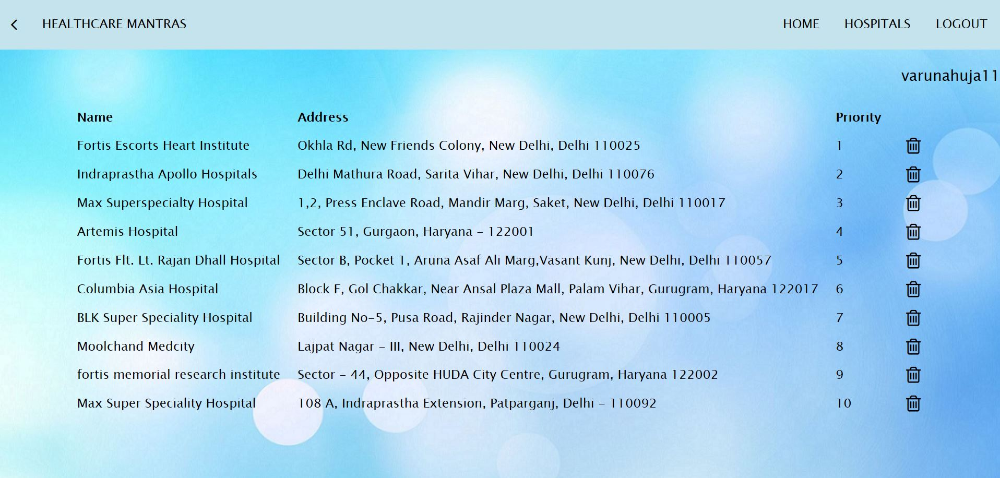 HEALTHCARE MANTRAS HOME HOSPITALS LOGOUT
varunahuja11
Name Address Priority
Fortis Escorts Heart Institute Okhla Rd, New Friends Colony, New Delhi, Delhi 110025 1
Indraprastha Apollo Hospitals Delhi Mathura Road, Sarita Vihar, New Delhi, Delhi 110076 2
Max Superspecialty Hospital 1,2, Press Enclave Road, Mandir Marg, Saket, New Delhi, Delhi 110017 3
Artemis Hospital Sector 51, Gurgaon, Haryana - 122001 4
Fortis Flt. Lt. Rajan Dhall Hospital Sector B, Pocket 1, Aruna Asaf Ali Marg,Vasant Kunj, New Delhi, Delhi 110057 5
Columbia Asia Hospital Block F, Gol Chakkar, Near Ansal Plaza Mall, Palam Vihar, Gurugram, Haryana 122017 6
BLK Super Speciality Hospital Building No-5, Pusa Road, Rajinder Nagar, New Delhi, Delhi 110005 7
Moolchand Medcity Lajpat Nagar - III, New Delhi, Delhi 110024 8
fortis memorial research institute Sector - 44, Opposite HUDA City Centre, Gurugram, Haryana 122002 9
Max Super Speciality Hospital 108 A, Indraprastha Extension, Patparganj, Delhi - 110092 10